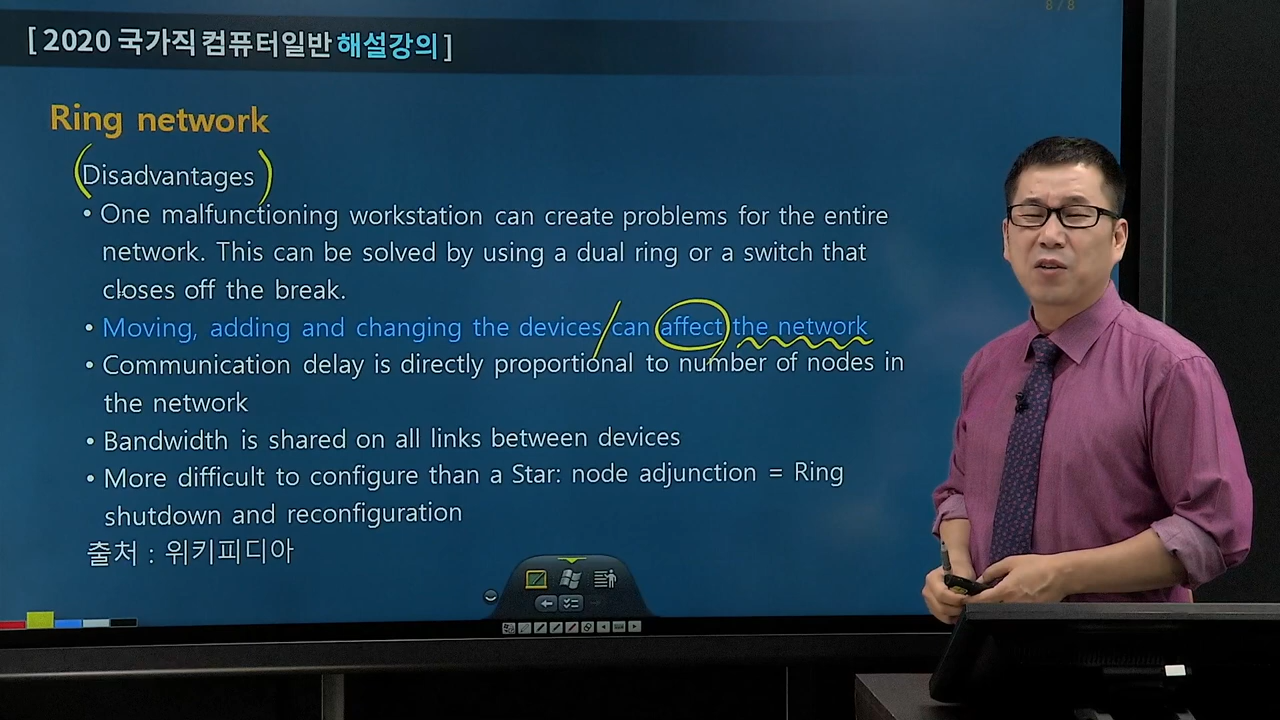 8/8
[ 2020 국가직 컴퓨터일반 해설강의 ]
Ring network
Disadvantages
• One malfunctioning workstation can create problems for the entire
network. This can be solved by using a dual ring or a switch that
closes off the break.
• Moving, adding and changing the devices can affect the network
• Communication delay is directly proportional to number of nodes in
the network
• Bandwidth is shared on all links between devices
• More difficult to configure than a Star: node adjunction = Ring
shutdown and reconfiguration
출처 : 위키피디아